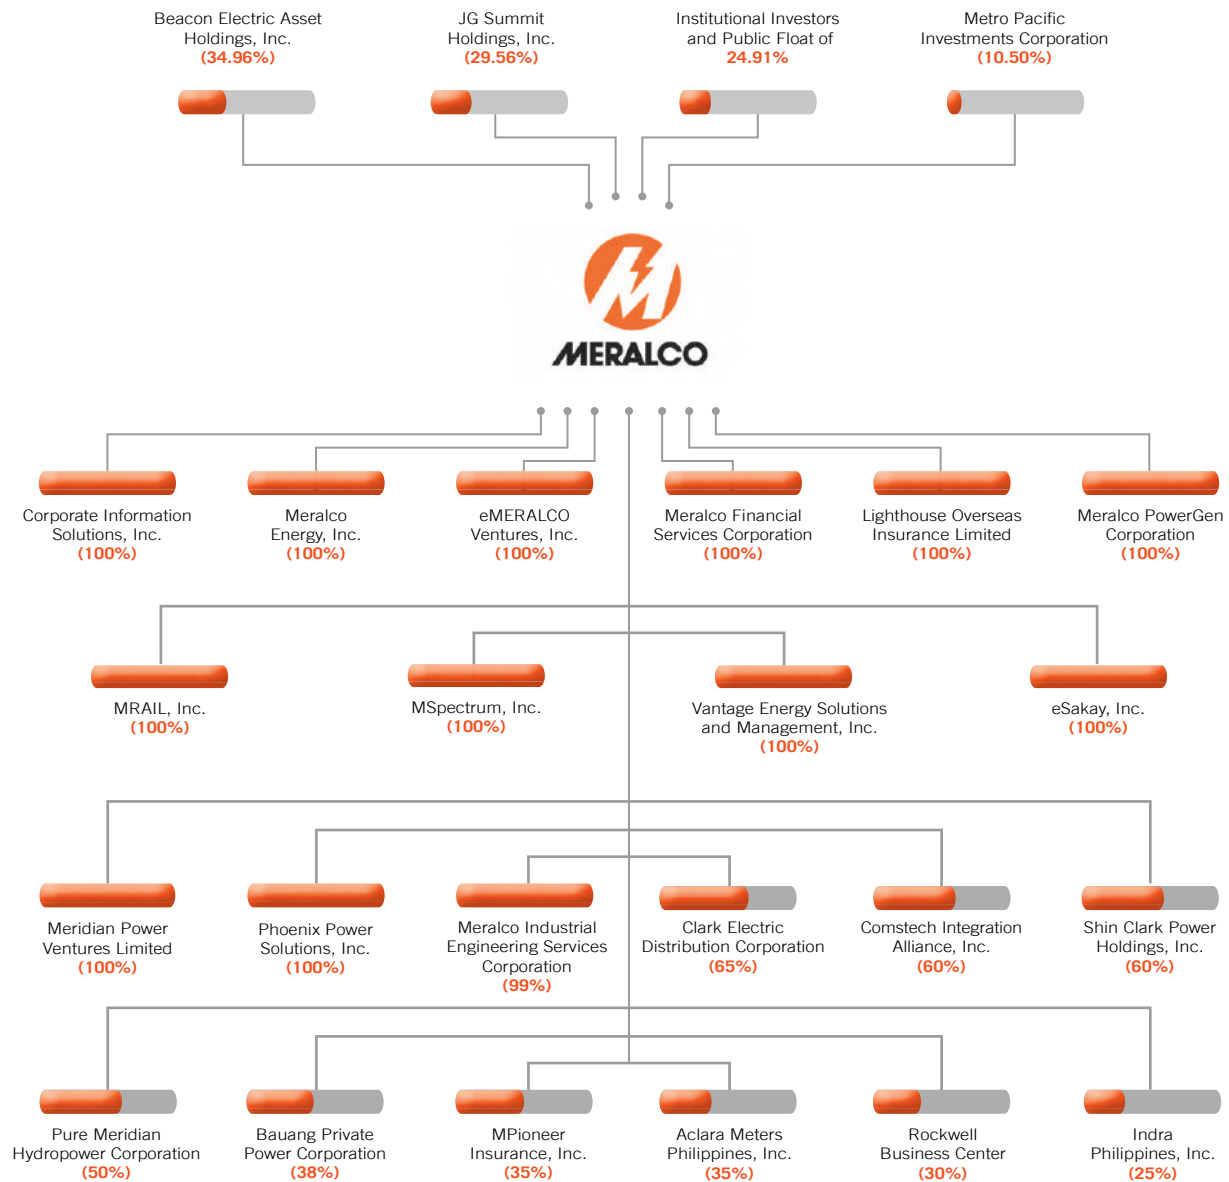 Beacon Electric Asset
Holdings, Inc.
(34.96%)
JG Summit
Holdings, Inc.
(29.56%)
Institutional Investors
and Public Float of
24.91%
Metro Pacific
Investments Corporation
(10.50%)
MERALCO
Corporate Information
Solutions, Inc.
(100%)
Meralco
Energy, Inc.
(100%)
eMERALCO
Ventures, Inc.
(100%)
Meralco Financial
Services Corporation
(100%)
Lighthouse Overseas
Insurance Limited
(100%)
Meralco PowerGen
Corporation
(100%)
MRAIL, Inc.
(100%)
MSpectrum, Inc.
(100%)
Vantage Energy Solutions
and Management, Inc.
(100%)
eSakay, Inc.
(100%)
Meridian Power
Ventures Limited
(100%)
Phoenix Power
Solutions, Inc.
(100%)
Meralco Industrial
Engineering Services
Corporation
(99%)
Clark Electric
Distribution Corporation
(65%)
Comstech Integration
Alliance, Inc.
(60%)
Shin Clark Power
Holdings, Inc.
(60%)
Pure Meridian
Hydropower Corporation
(50%)
Bauang Private
Power Corporation
(38%)
MPioneer
Insurance, Inc.
(35%)
Aclara Meters
Philippines, Inc.
(35%)
Rockwell
Business Center
(30%)
Indra
Philippines, Inc.
(25%)